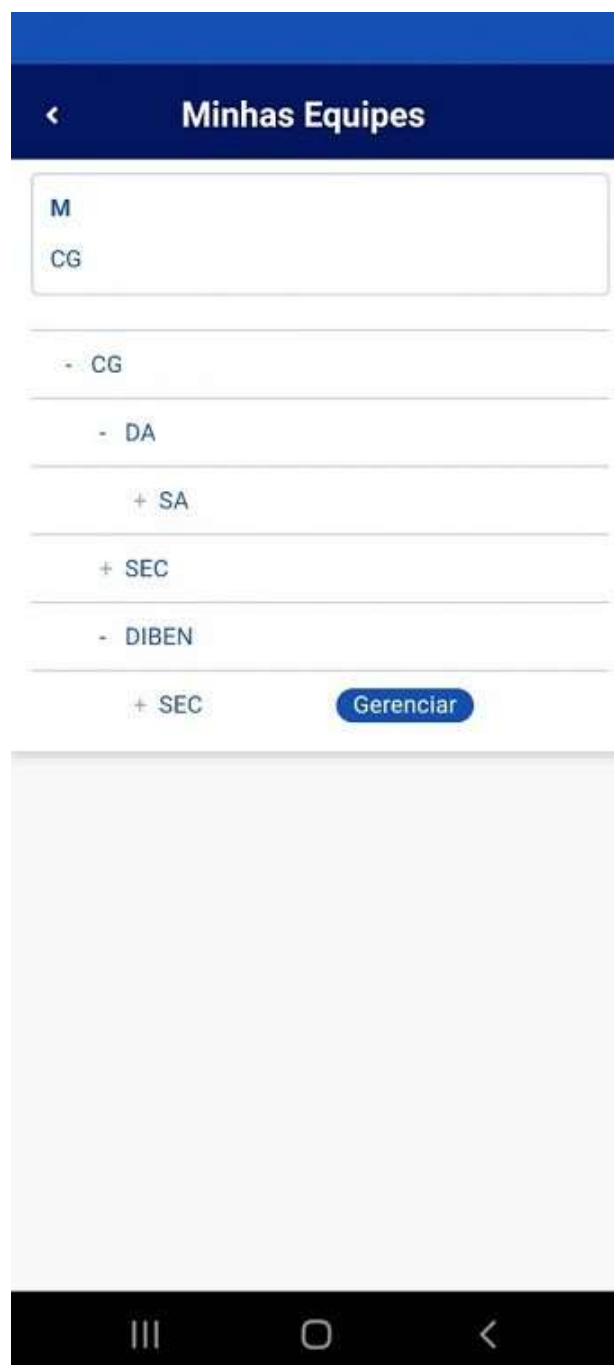 Minhas Equipes
M
CG
- CG
- DA
+ SA
+ SEC
- DIBEN
+ SEC Gerenciar